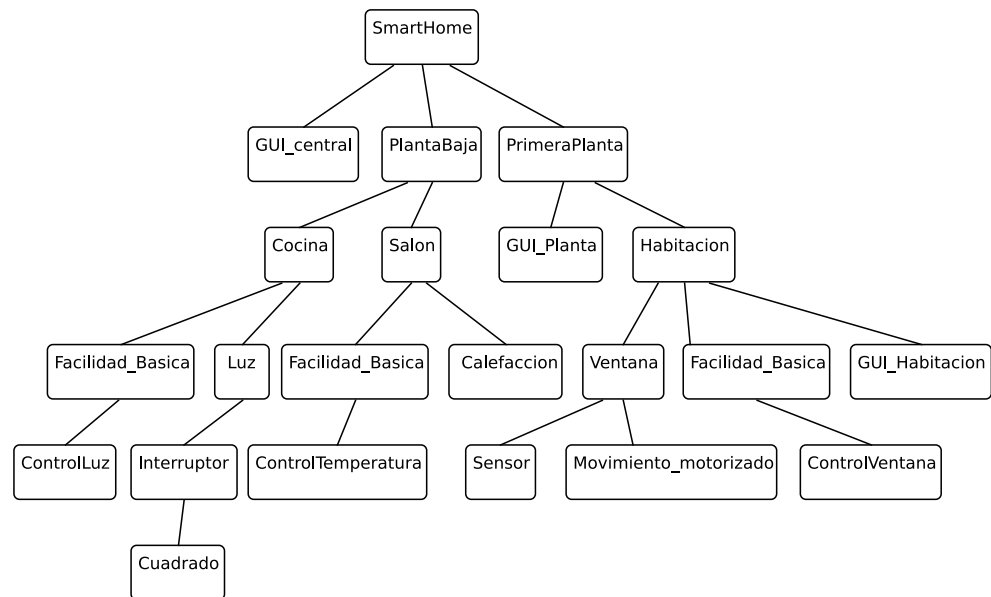 SmartHome
GUI_central
PlantaBaja
PrimeraPlanta
Cocina
Salon
GUI_Planta
Habitacion
Facilidad_Basica
Luz
Facilidad_Basica
Calefaccion
Ventana
Facilidad_Basica
GUI_Habitacion
ControlLuz
Interruptor
ControlTemperatura
Sensor
Movimiento_motorizado
ControlVentana
Cuadrado